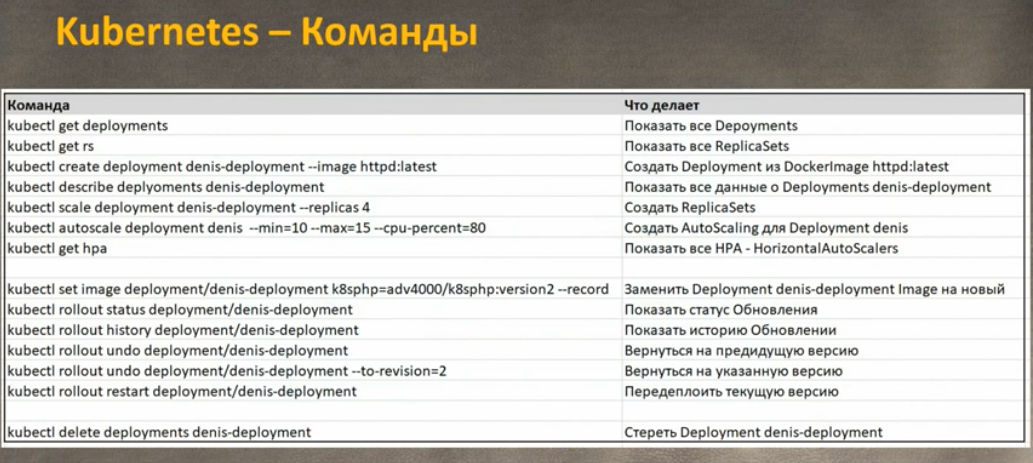 Kubernetes – Команды
Команда Что делает
kubectl get deployments Показать все Depoyments
kubectl get rs Показать все ReplicaSets
kubectl create deployment denis-deployment --image httpd:latest Создать Deployment из DockerImage httpd:latest
kubectl describe deplyoments denis-deployment Показать все данные о Deployments denis-deployment
kubectl scale deployment denis-deployment --replicas 4 Создать ReplicaSets
kubectl autoscale deployment denis --min=10 --max=15 --cpu-percent=80 Создать AutoScaling для Deployment denis
kubectl get hpa Показать все HPA - HorizontalAutoScalers
kubectl set image deployment/denis-deployment k8sphp=adv4000/k8sphp:version2 --record Заменить Deployment denis-deployment Image на новый
kubectl rollout status deployment/denis-deployment Показать статус Обновления
kubectl rollout history deployment/denis-deployment Показать историю Обновлении
kubectl rollout undo deployment/denis-deployment Вернуться на предидущую версию
kubectl rollout undo deployment/denis-deployment --to-revision=2 Вернуться на указанную версию
kubectl rollout restart deployment/denis-deployment Передеплоить текущую версию
kubectl delete deployments denis-deployment Стереть Deployment denis-deployment